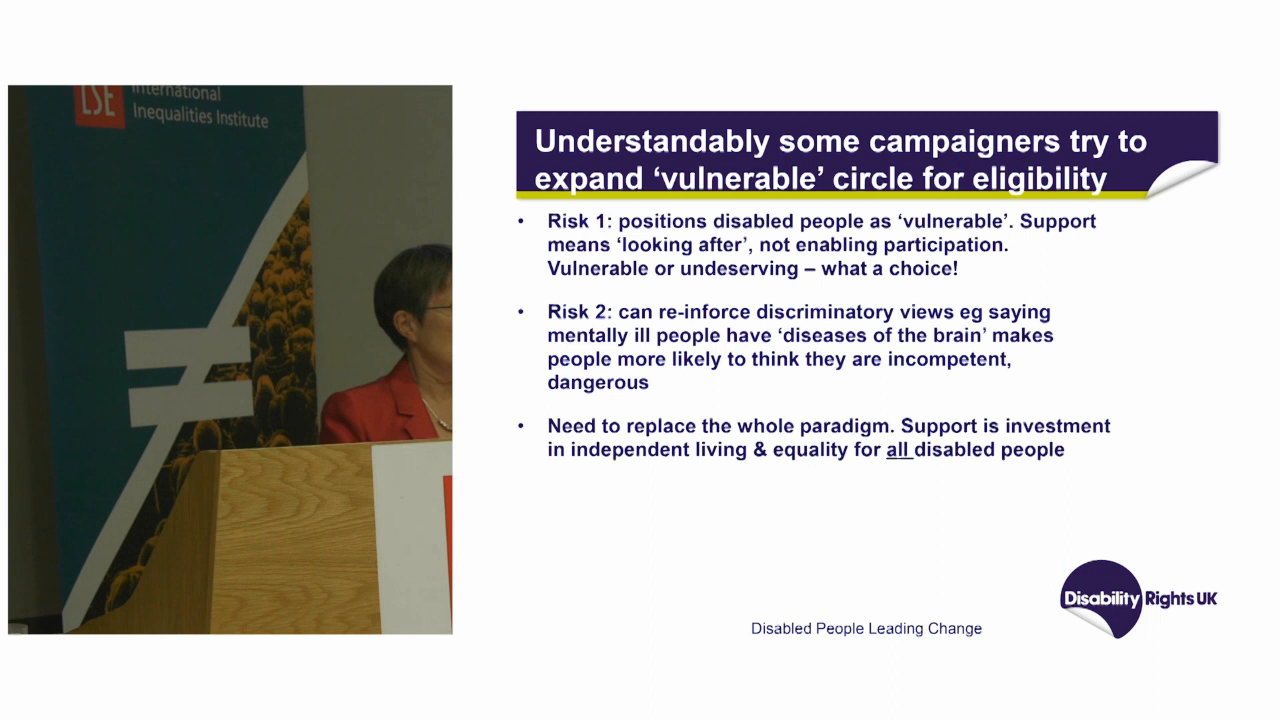 LSE
International
Inequalities Institute
Understandably some campaigners try to
expand ‘vulnerable’ circle for eligibility
• Risk 1: positions disabled people as ‘vulnerable’. Support
means ‘looking after’, not enabling participation.
Vulnerable or undeserving – what a choice!
• Risk 2: can re-inforce discriminatory views eg saying
mentally ill people have ‘diseases of the brain’ makes
people more likely to think they are incompetent,
dangerous
• Need to replace the whole paradigm. Support is investment
in independent living & equality for all disabled people
Disability Rights UK
Disabled People Leading Change